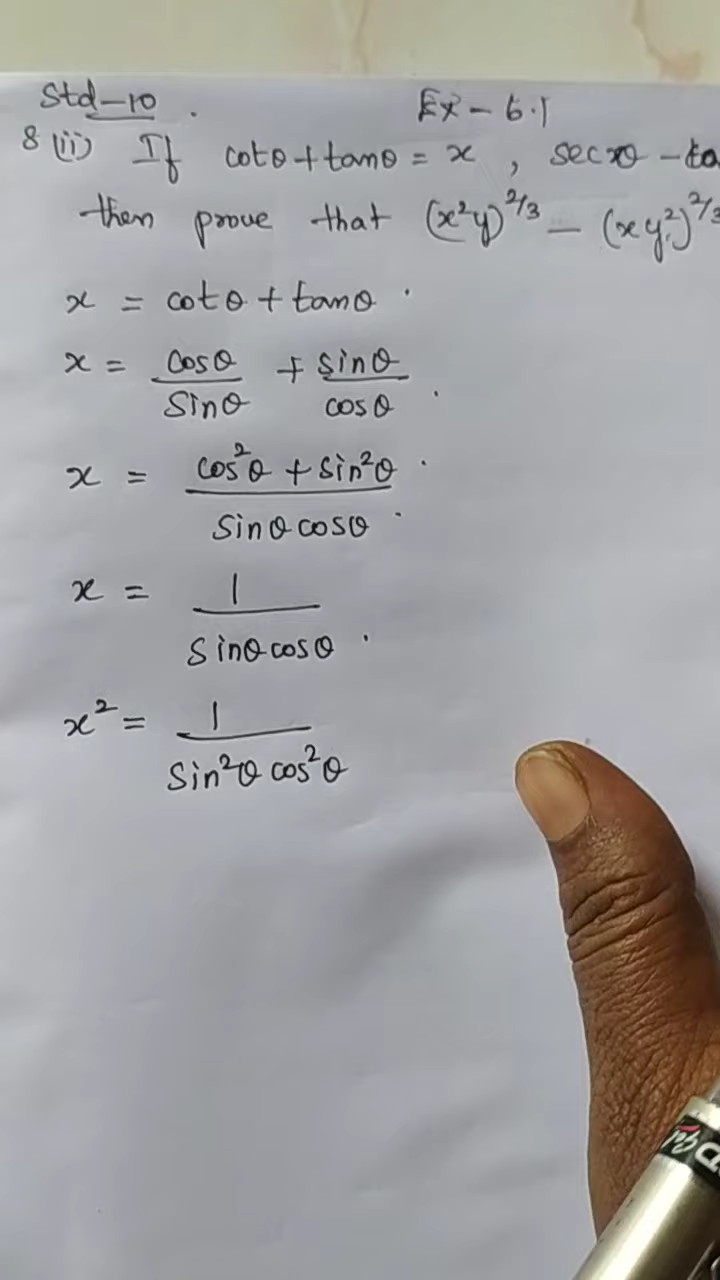 Std-10 . Ex - 6.1
8 (ii) If cotθ + tanθ = x , secθ - ta
then prove that (x²y)^2/3 - (xy²)^2/3
x = cotθ + tanθ .
x = cosθ/sinθ + sinθ/cosθ .
x = cos²θ + sin²θ / sinθ cosθ .
x = 1/sinθ cosθ .
x² = 1/sin²θ cos²θ